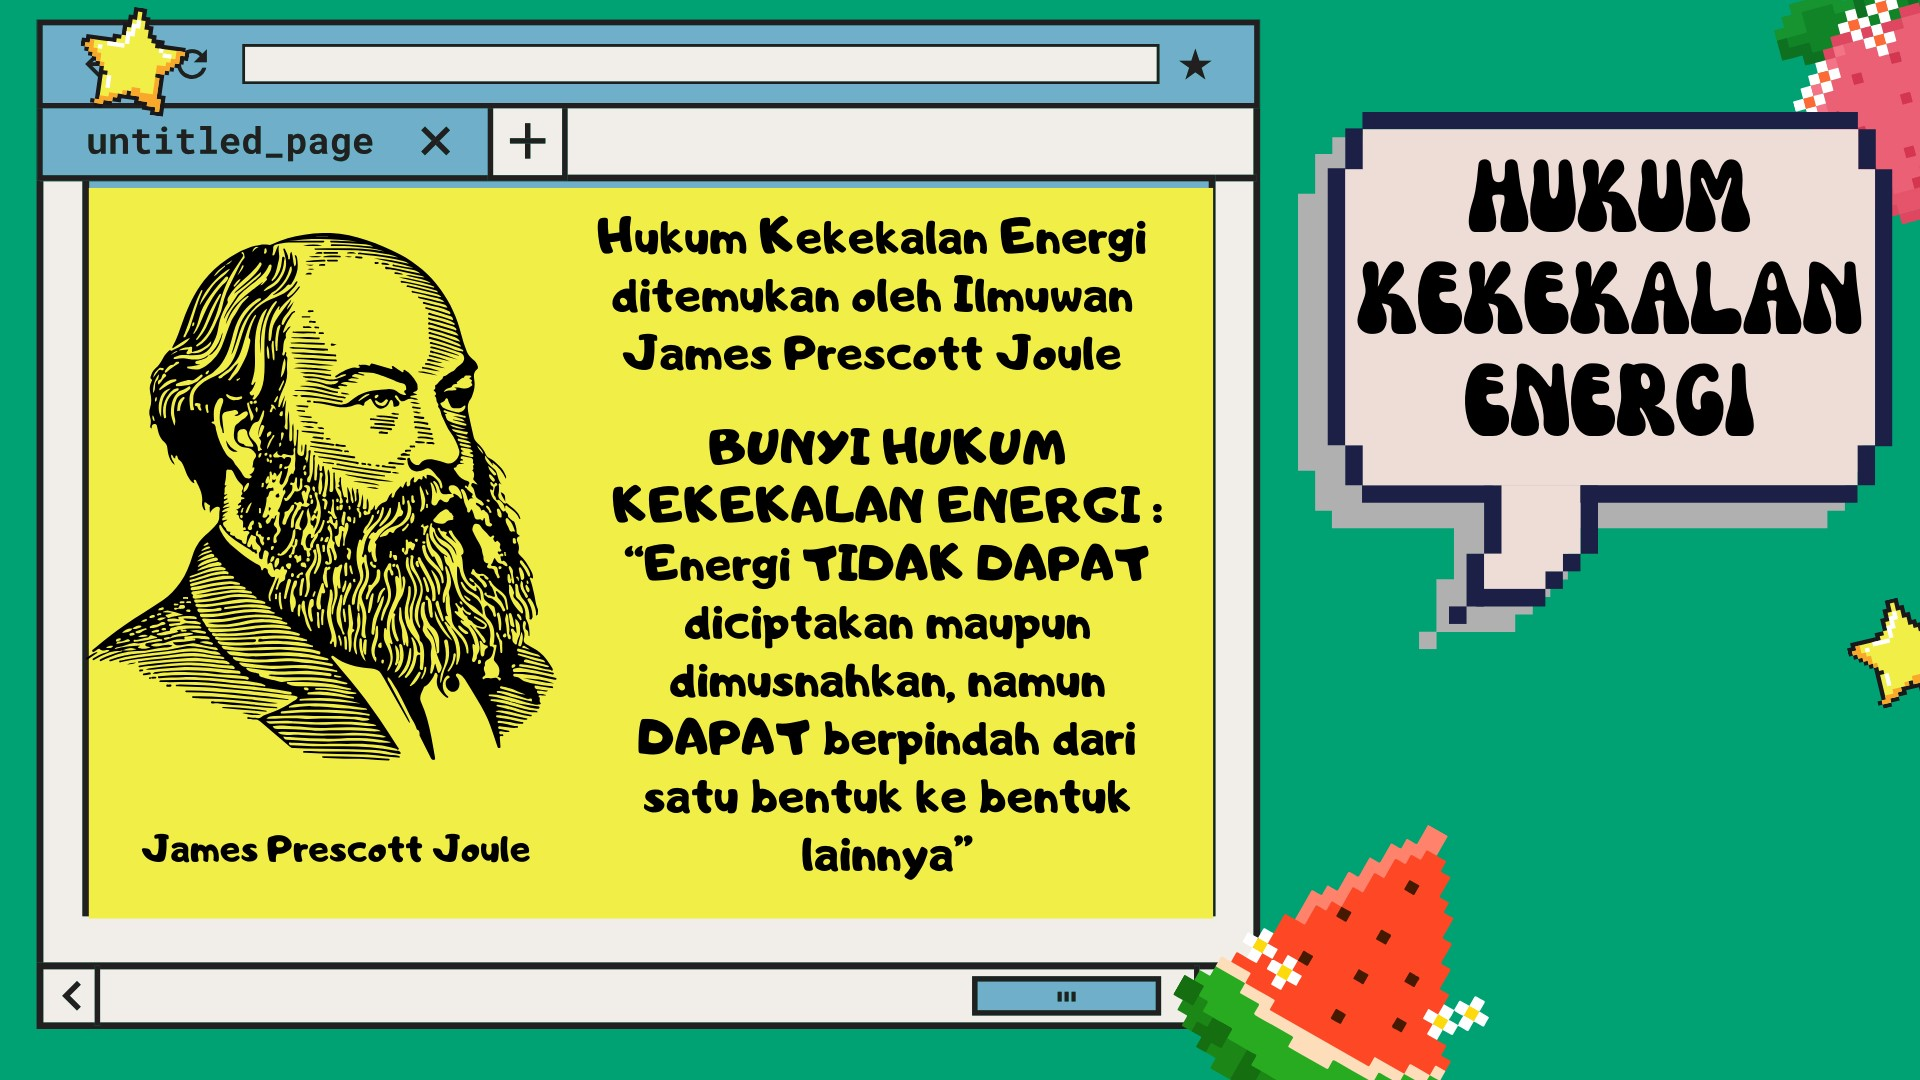 untitled_page
Hukum Kekekalan Energi
ditemukan oleh Ilmuwan
James Prescott Joule
BUNYI HUKUM
KEKEKALAN ENERGI :
“Energi TIDAK DAPAT
diciptakan maupun
dimusnahkan, namun
DAPAT berpindah dari
satu bentuk ke bentuk
lainnya”
James Prescott Joule
HUKUM
KEKEKALAN
ENERGI